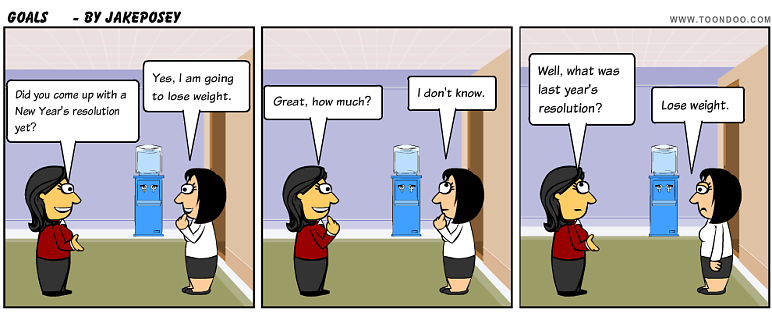 GOALS - BY JAKEPOSEY
WWW.TOONDOO.COM
Did you come up with a
New Year's resolution
yet?
Yes, I am going
to lose weight.
Great, how much?
I don't know.
Well, what was
last year's
resolution?
Lose weight.